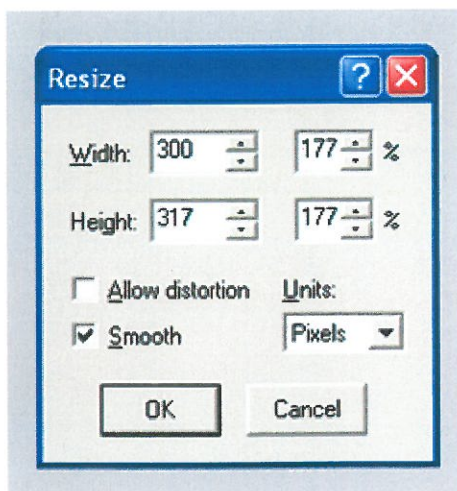 Resize
Width: 300 177 %
Height: 317 177 %
Allow distortion Units:
Smooth Pixels
OK Cancel